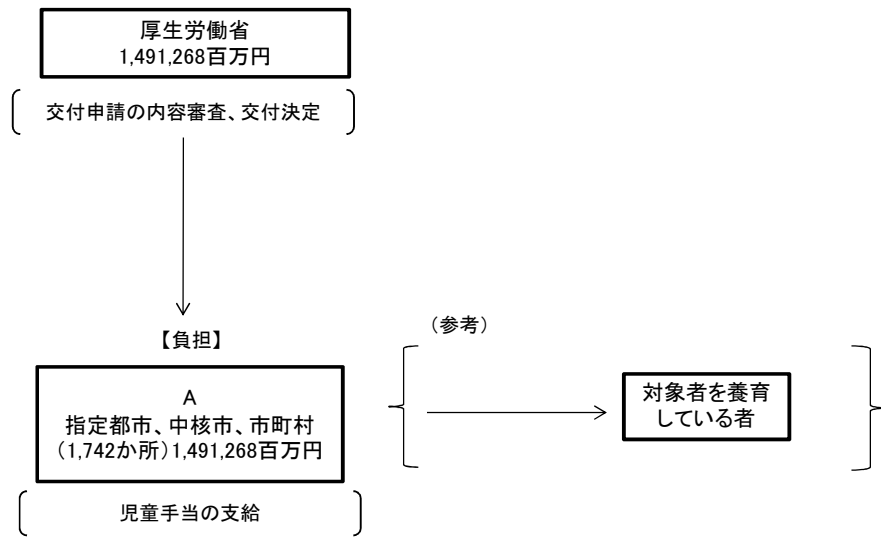 厚生労働省
1,491,268百万円
交付申請の内容審査、交付決定
【負担】
A
指定都市、中核市、市町村
(1,742か所)1,491,268百万円
児童手当の支給
(参考)
対象者を養育
している者